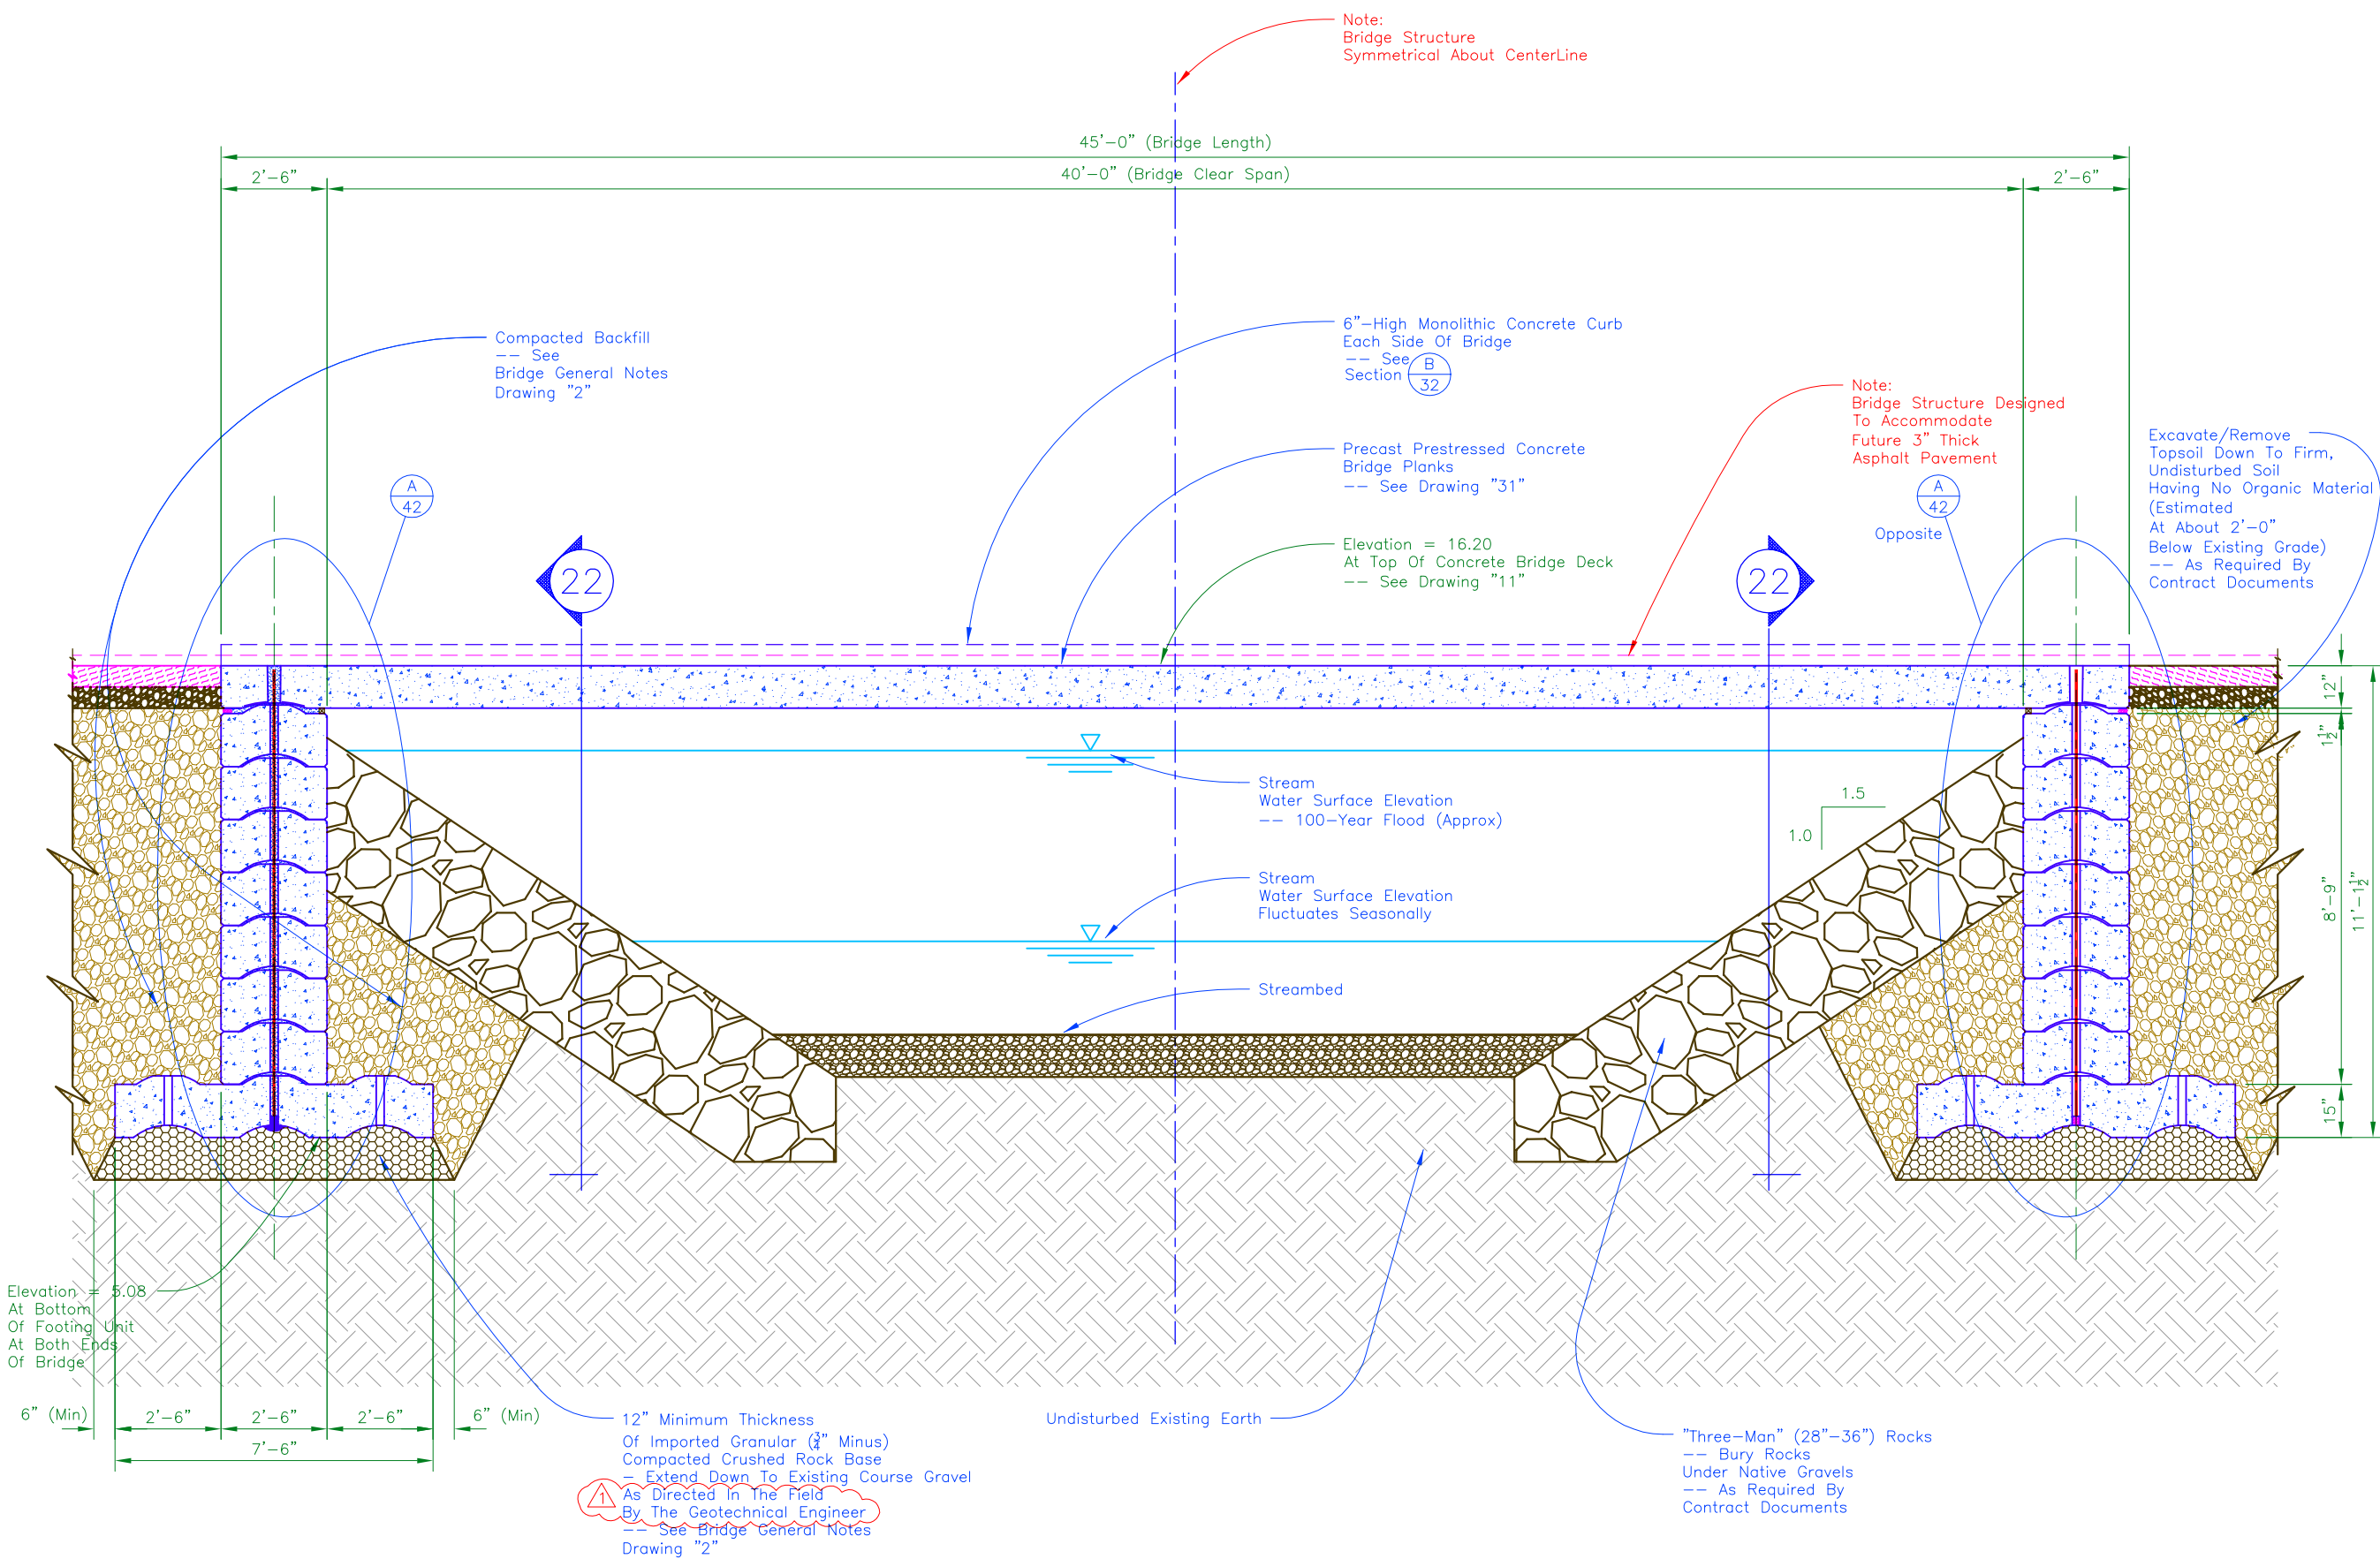 Note:
Bridge Structure
Symmetrical About CenterLine
45'-0" (Bridge Length)
2'-6"
40'-0" (Bridge Clear Span)
2'-6"
Compacted Backfill
-- See
Bridge General Notes
Drawing "2"
6"-High Monolithic Concrete Curb
Each Side Of Bridge
-- See
Section
B
32
Note:
Bridge Structure Designed
To Accommodate
Future 3" Thick
Asphalt Pavement
Precast Prestressed Concrete
Bridge Planks
-- See Drawing "31"
Excavate/Remove
Topsoil Down To Firm,
Undisturbed Soil
Having No Organic Material
(Estimated
At About 2'-0"
Below Existing Grade)
-- As Required By
Contract Documents
A
42
A
42
Opposite
Elevation = 16.20
At Top Of Concrete Bridge Deck
-- See Drawing "11"
22
22
12"
1½"
8'-9"
11'-1½"
15"
Stream
Water Surface Elevation
-- 100-Year Flood (Approx)
1.5
1.0
Stream
Water Surface Elevation
Fluctuates Seasonally
Streambed
Elevation = 5.08
At Bottom
Of Footing Unit
At Both Ends
Of Bridge
6" (Min)
2'-6"
2'-6"
2'-6"
6" (Min)
7'-6"
12" Minimum Thickness
Of Imported Granular (¾" Minus)
Compacted Crushed Rock Base
- Extend Down To Existing Course Gravel
1
As Directed In The Field
By The Geotechnical Engineer
-- See Bridge General Notes
Drawing "2"
Undisturbed Existing Earth
"Three-Man" (28"-36") Rocks
-- Bury Rocks
Under Native Gravels
-- As Required By
Contract Documents